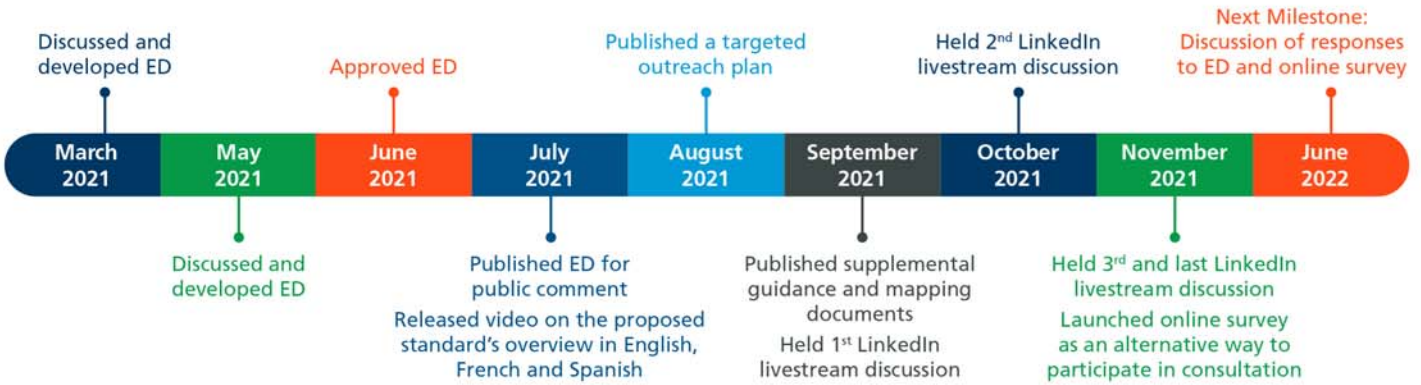 Discussed and
developed ED
Approved ED
Published a targeted
outreach plan
Held 2nd LinkedIn
livestream discussion
Next Milestone:
Discussion of responses
to ED and online survey
March
2021
May
2021
June
2021
July
2021
August
2021
September
2021
October
2021
November
2021
June
2022
Discussed and
developed ED
Published ED for
public comment
Released video on the proposed
standard's overview in English,
French and Spanish
Published supplemental
guidance and mapping
documents
Held 1st LinkedIn
livestream discussion
Held 3rd and last LinkedIn
livestream discussion
Launched online survey
as an alternative way to
participate in consultation